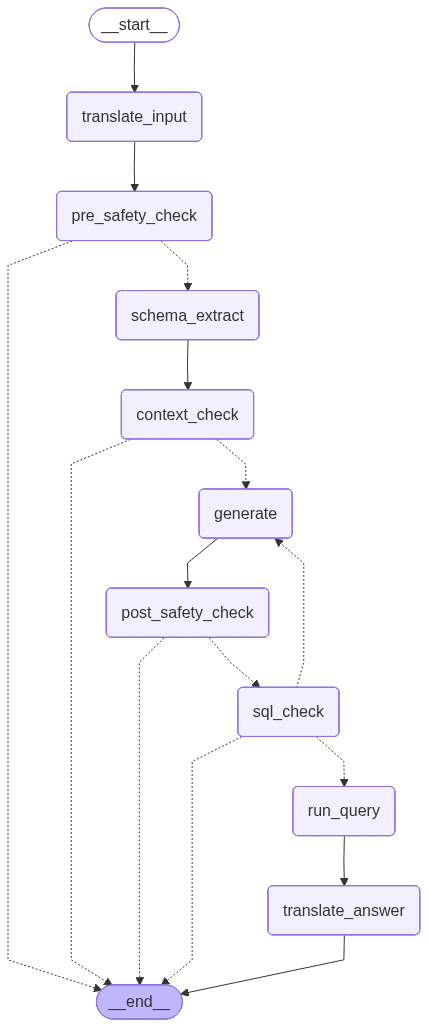 __start__
translate_input
pre_safety_check
schema_extract
context_check
generate
post_safety_check
sql_check
run_query
translate_answer
__end__